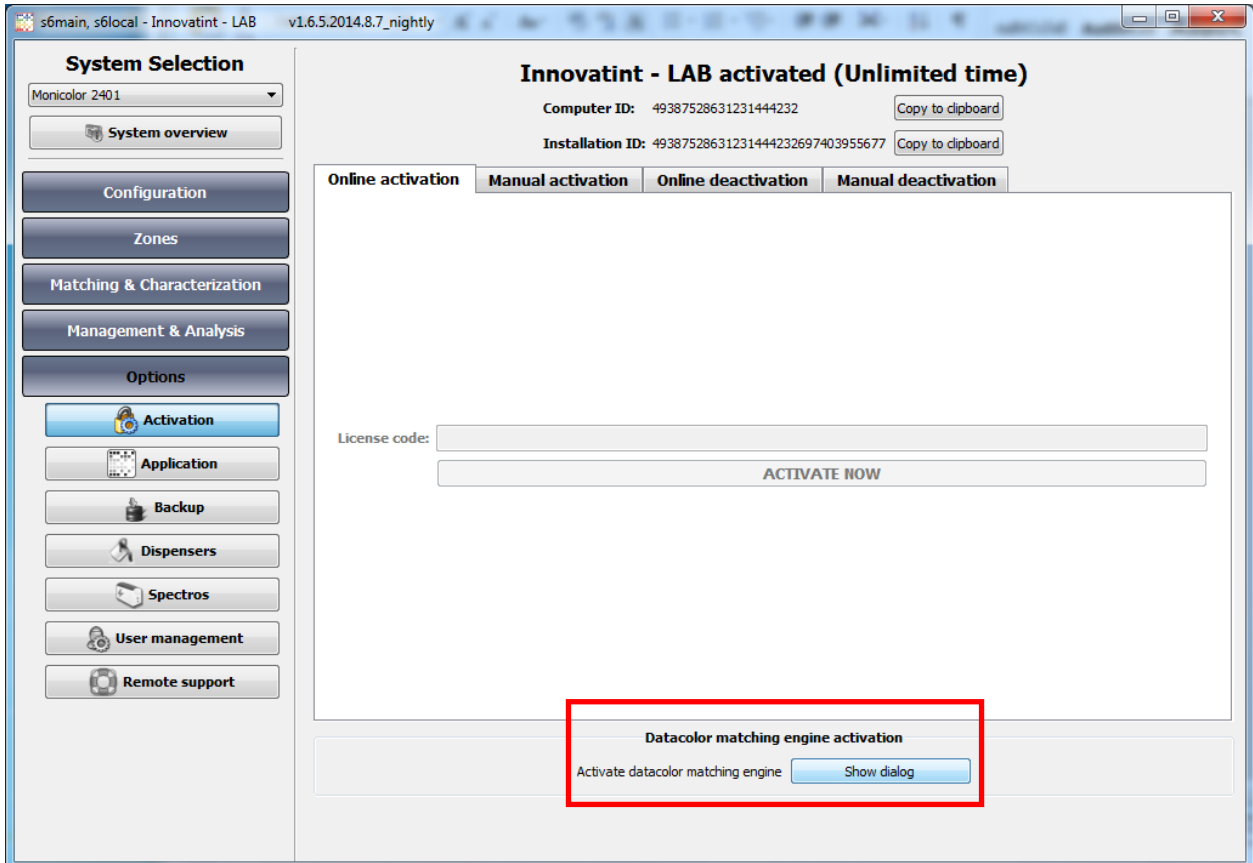 s6main, s6local - Innovatint - LAB v1.6.5.2014.8.7_nightly
System Selection
Monicolor 2401
System overview
Configuration
Zones
Matching & Characterization
Management & Analysis
Options
Activation
Application
Backup
Dispensers
Spectros
User management
Remote support
Innovatint - LAB activated (Unlimited time)
Computer ID: 49387528631231444232 Copy to clipboard
Installation ID: 49387528631231444232697403955677 Copy to clipboard
Online activation Manual activation Online deactivation Manual deactivation
License code:
ACTIVATE NOW
Datacolor matching engine activation
Activate datacolor matching engine Show dialog